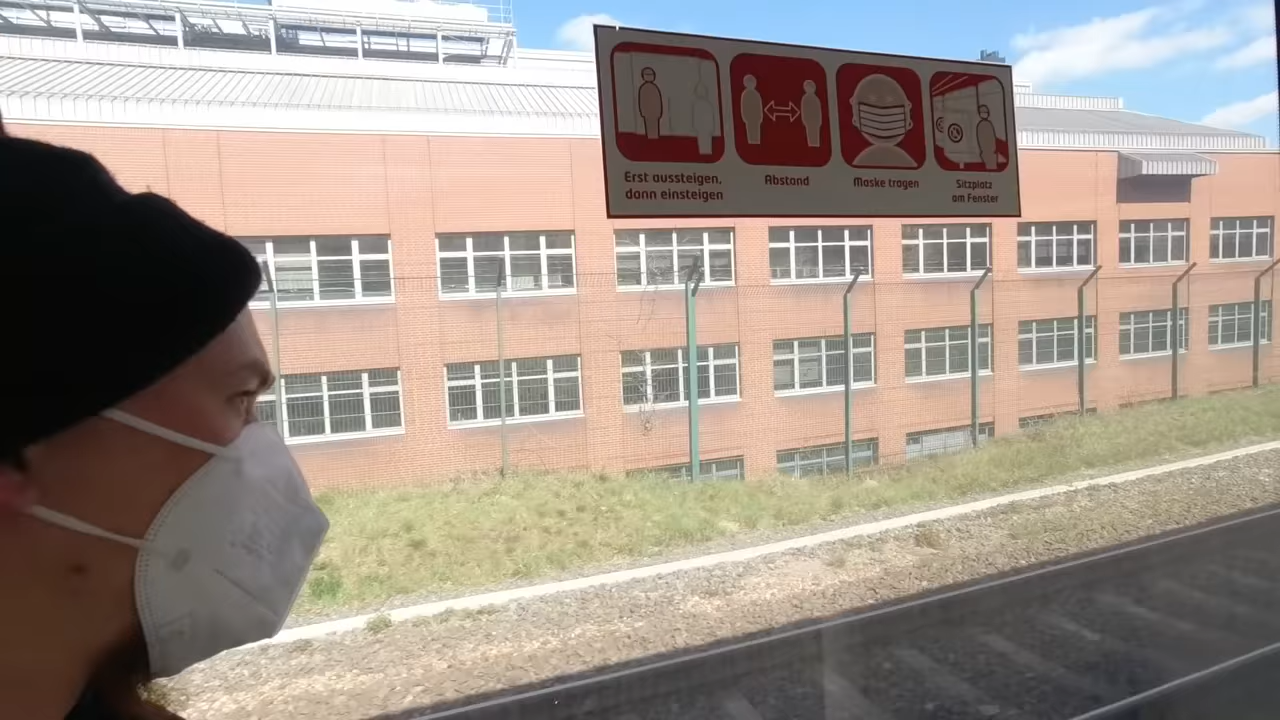 Erst aussteigen,
dann einsteigen
Abstand
Maske tragen
Sitzplatz
am Fenster